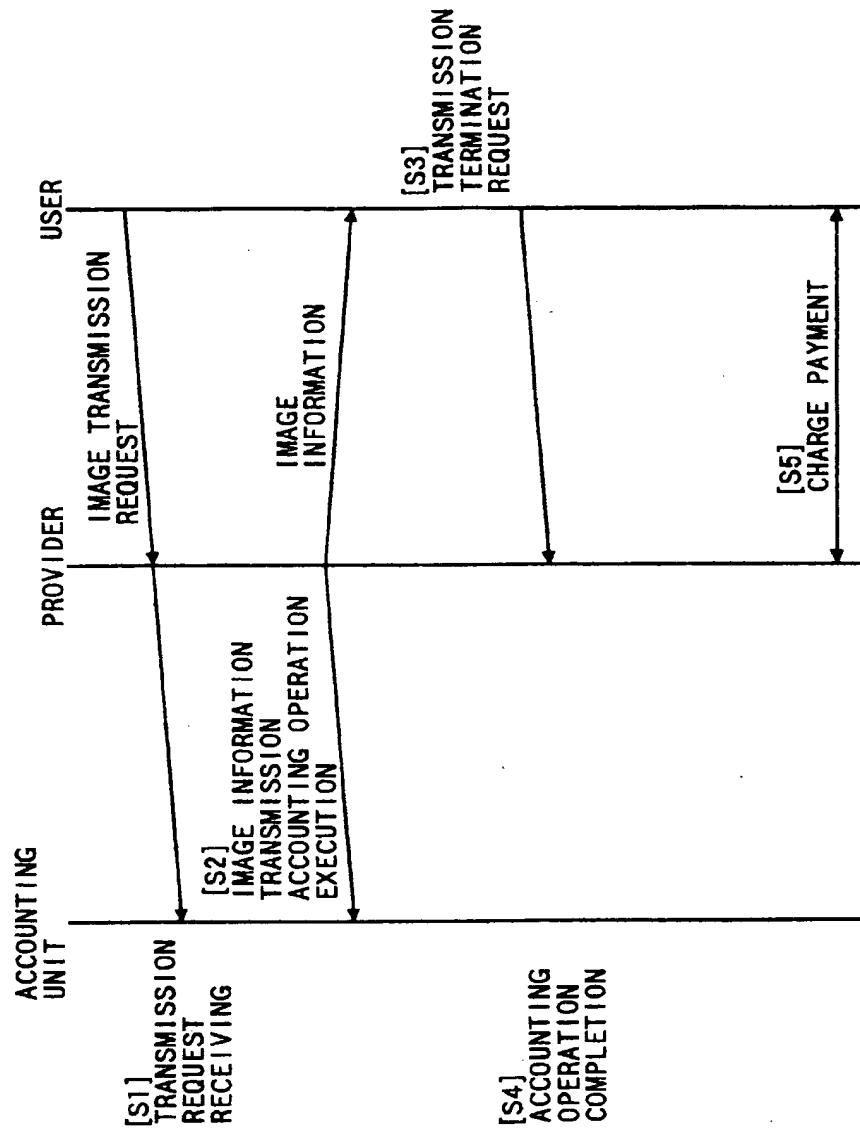 ACCOUNTING
UNIT
PROVIDER
USER
[S1]
TRANSMISSION
REQUEST
RECEIVING
IMAGE TRANSMISSION
REQUEST
[S2]
IMAGE INFORMATION
TRANSMISSION
ACCOUNTING OPERATION
EXECUTION
IMAGE
INFORMATION
[S3]
TRANSMISSION
TERMINATION
REQUEST
[S4]
ACCOUNTING
OPERATION
COMPLETION
[S5]
CHARGE PAYMENT